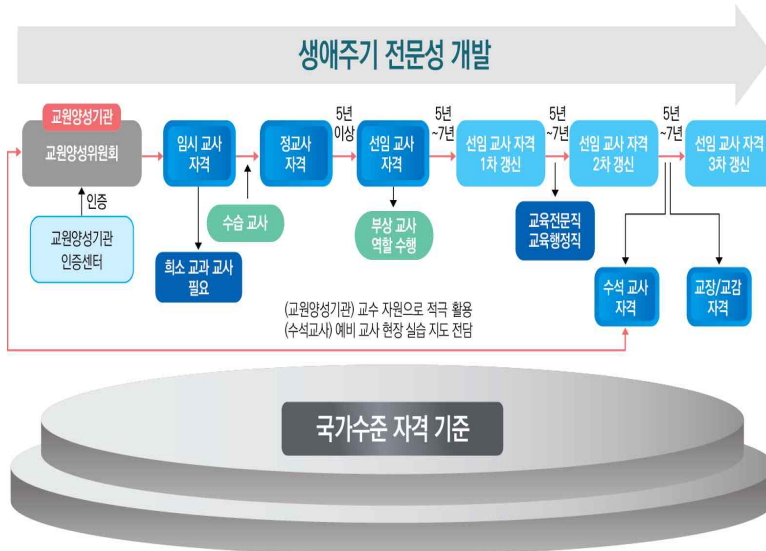 생애주기 전문성 개발
교원양성기관
교원양성위원회
인증
교원양성기관
인증센터
임시 교사
자격
수습 교사
희소 교과 교사
필요
정교사
자격
5년
이상
선임 교사
자격
부상 교사
역할 수행
5년
~7년
선임 교사 자격
1차 갱신
5년
~7년
교육전문직
교육행정직
선임 교사 자격
2차 갱신
5년
~7년
선임 교사 자격
3차 갱신
수석 교사
자격
교장/교감
자격
(교원양성기관) 교수 자원으로 적극 활용
(수석교사) 예비 교사 현장 실습 지도 전담
국가수준 자격 기준